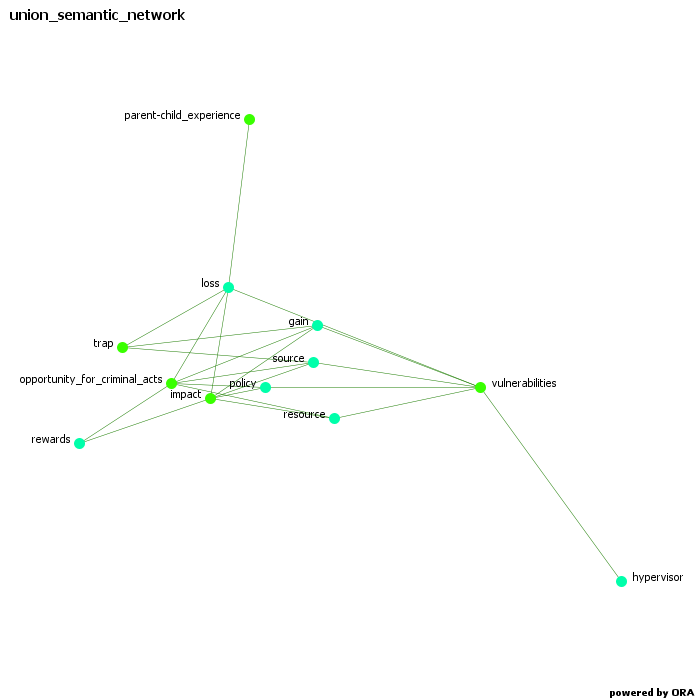 union_semantic_network
parent-child_experience
loss
gain
trap
source
opportunity_for_criminal_acts
policy
vulnerabilities
impact
resource
rewards
hypervisor
powered by ORA